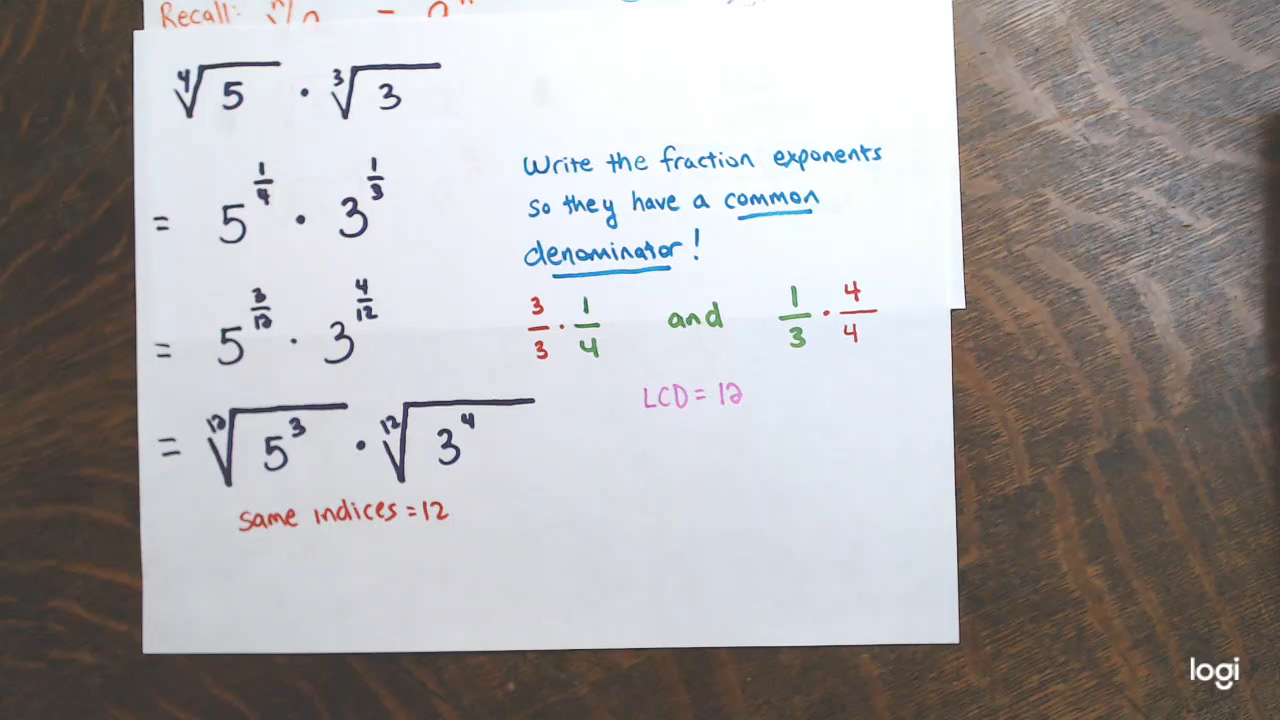 Recall:
∜5 · ∛3
= 5^(1/4) · 3^(1/3)
Write the fraction exponents
so they have a common
denominator!
= 5^(3/12) · 3^(4/12)
3/3 · 1/4 and 1/3 · 4/4
LCD = 12
= ¹²√5³ · ¹²√3⁴
same indices = 12
logi